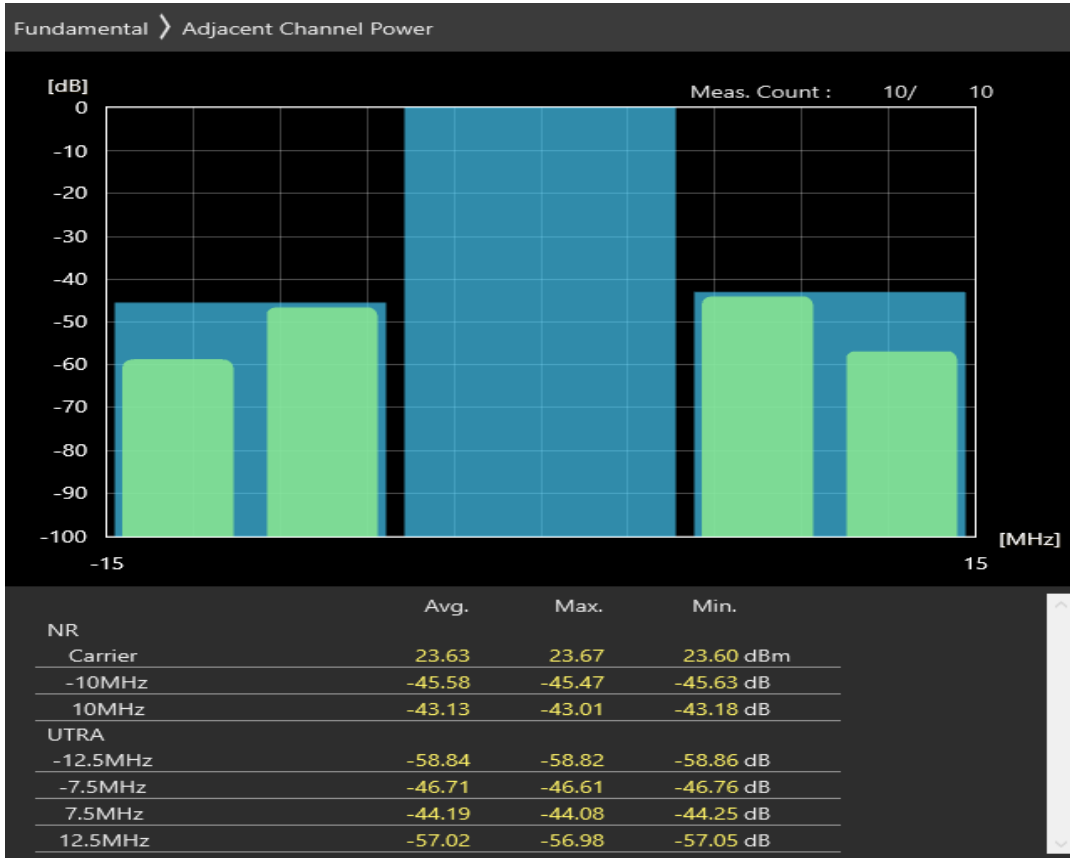 Fundamental 》 Adjacent Channel Power
[dB]
Meas. Count : 10/ 10
0
-10
-20
-30
-40
-50
-60
-70
-80
-90
-100
[MHz]
-15 15
Avg. Max. Min.
NR
Carrier 23.63 23.67 23.60 dBm
-10MHz -45.58 -45.47 -45.63 dB
10MHz -43.13 -43.01 -43.18 dB
UTRA
-12.5MHz -58.84 -58.82 -58.86 dB
-7.5MHz -46.71 -46.61 -46.76 dB
7.5MHz -44.19 -44.08 -44.25 dB
12.5MHz -57.02 -56.98 -57.05 dB